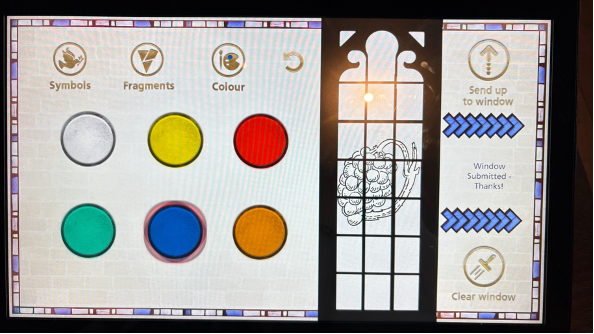 Symbols
Fragments
Colour
Send up
to window
Window
Submitted -
Thanks!
Clear window